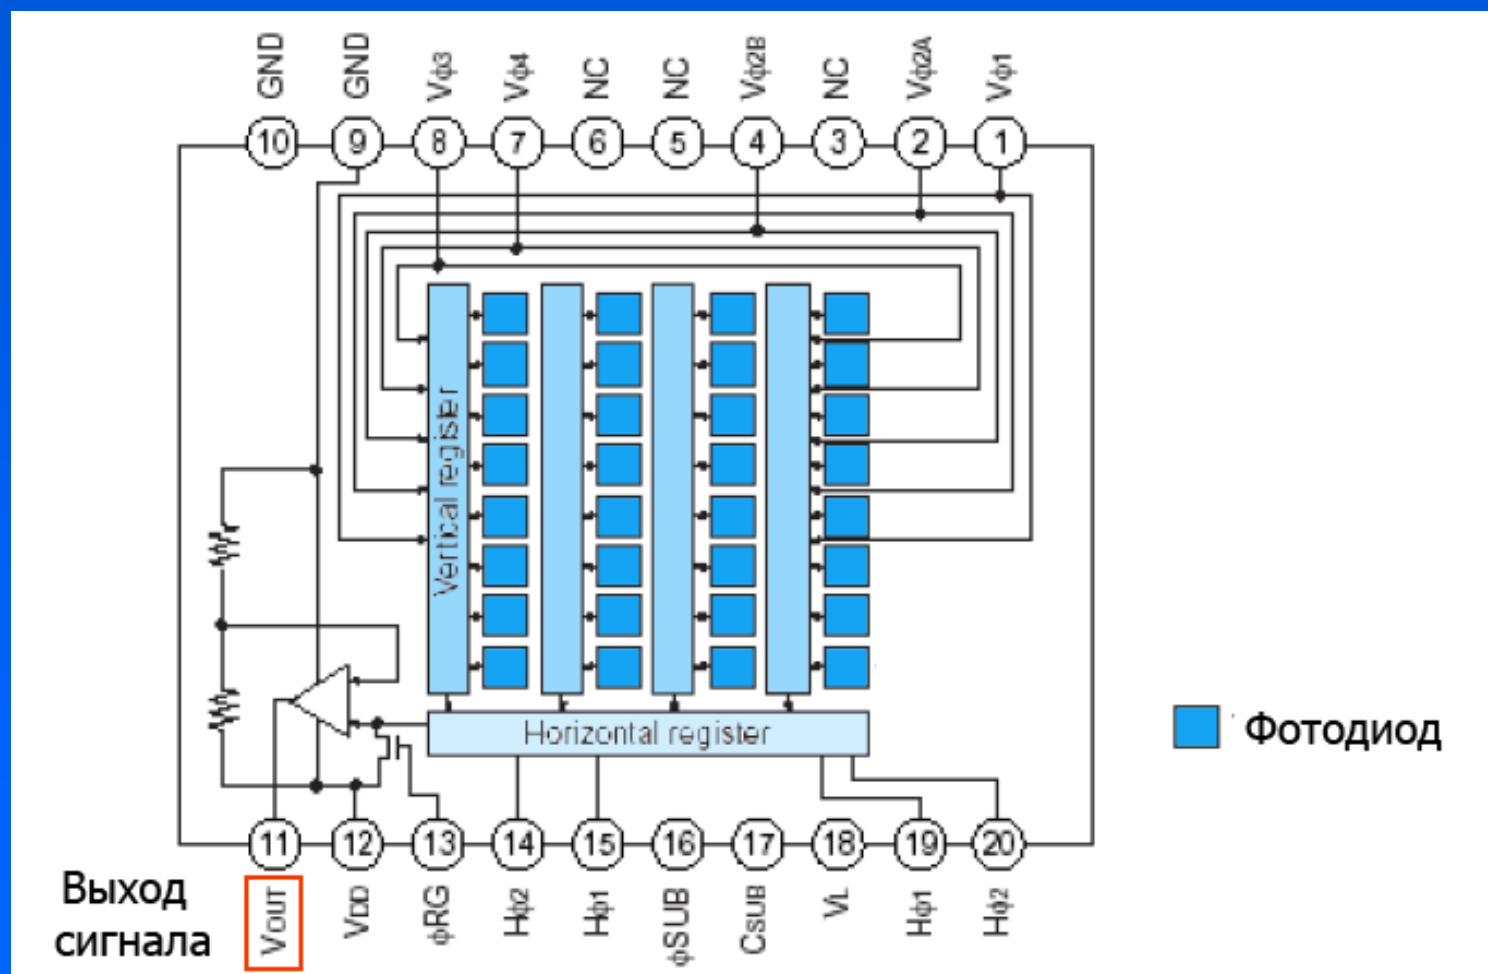 GND
GND
Vϕ3
Vϕ4
NC
NC
Vϕ2B
NC
Vϕ2A
Vϕ1
10
9
8
7
6
5
4
3
2
1
Vertical register
Horizontal register
Фотодиод
11
12
13
14
15
16
17
18
19
20
Выход
сигнала
VOUT
VDD
ϕRG
Hϕ2
Hϕ1
ϕSUB
CSUB
VL
Hϕ1
Hϕ2